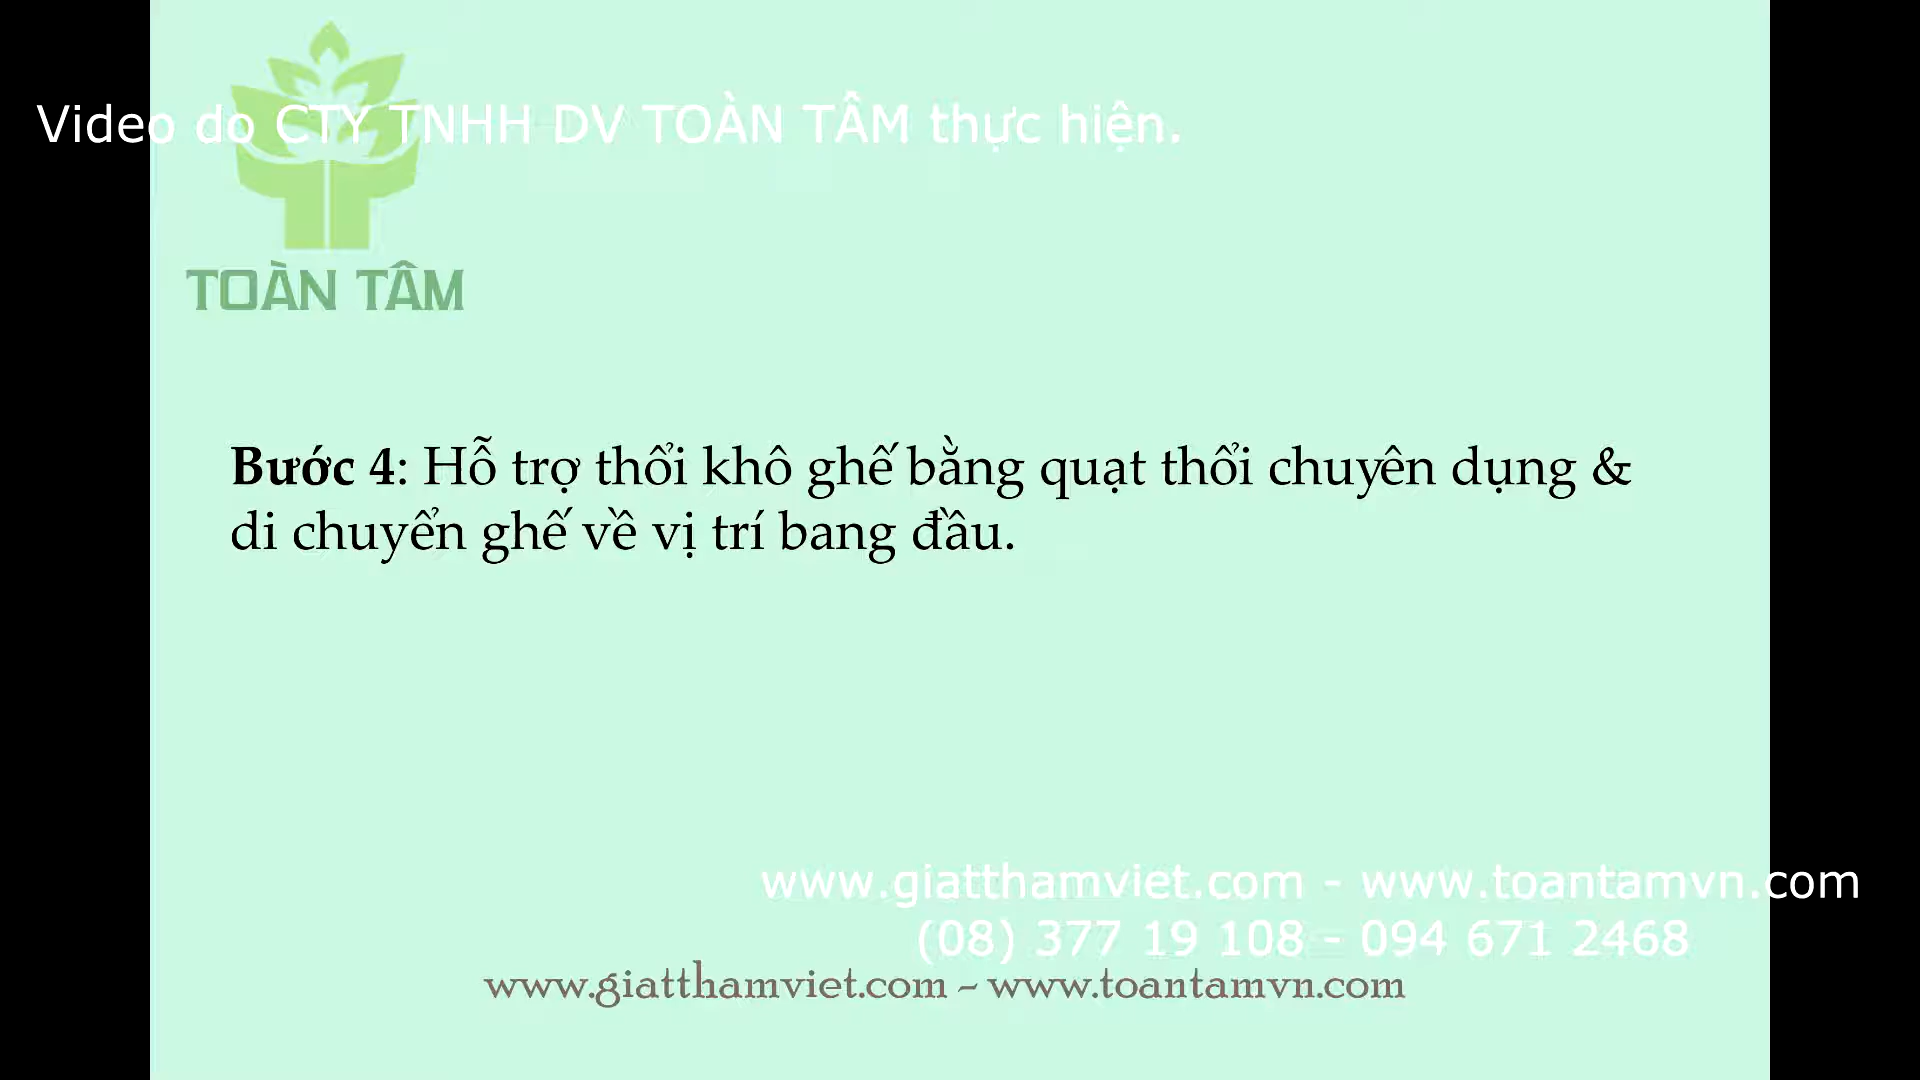 Video do CTY TNHH DV TOÀN TÂM thực hiện.
TOÀN TÂM
Bước 4: Hỗ trợ thổi khô ghế bằng quạt thổi chuyên dụng &
di chuyển ghế về vị trí bang đầu.
www.giatthamviet.com - www.toantamvn.com
(08) 377 19 108 - 094 671 2468
www.giatthamviet.com - www.toantamvn.com